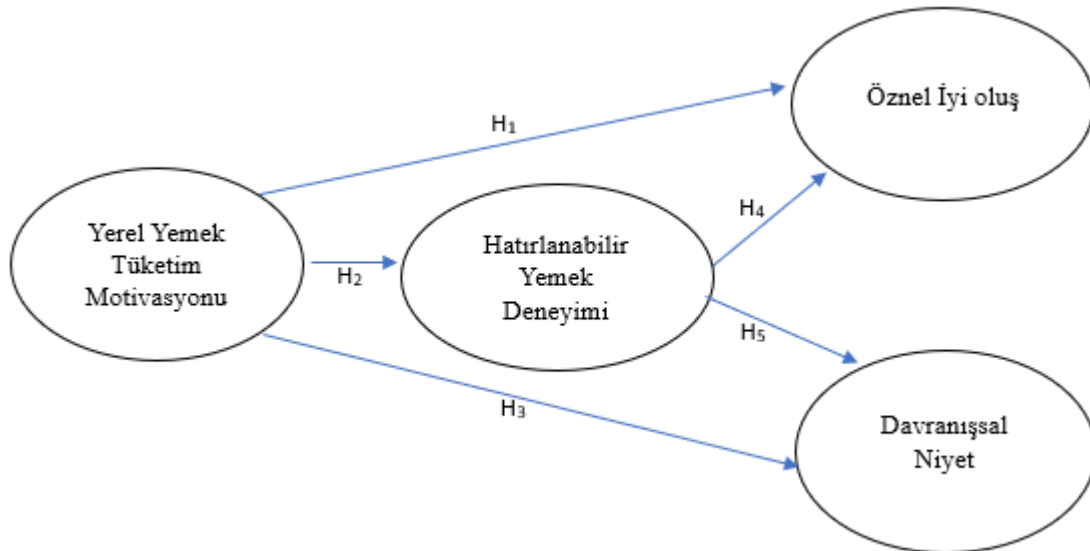 Öznel İyi oluş
H₁
H₄
Yerel Yemek
Tüketim
Motivasyonu
H₂
Hatırlanabilir
Yemek
Deneyimi
H₅
H₃
Davranışsal
Niyet